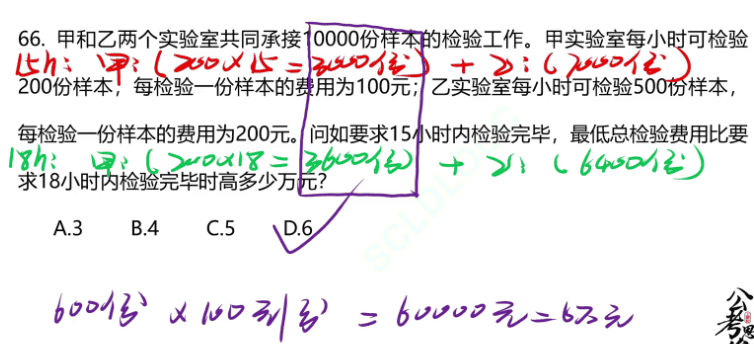 66. 甲和乙两个实验室共同承接10000份样本的检验工作。甲实验室每小时可检验
15h: 甲:(200×15=3000份) + 乙:(7000份)
200份样本，每检验一份样本的费用为100元；乙实验室每小时可检验500份样本，
每检验一份样本的费用为200元。问如要求15小时内检验完毕，最低总检验费用比要
18h: 甲:(200×18=3600份) + 乙:(6400份)
求18小时内检验完毕时高多少万元？
A.3 B.4 C.5 D.6
600份 × 100元/份 = 60000元=6万元
公考思